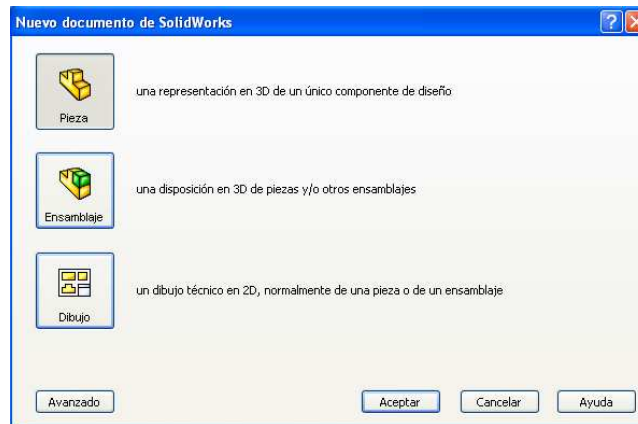 Nuevo documento de SolidWorks
Pieza
una representación en 3D de un único componente de diseño
Ensamblaje
una disposición en 3D de piezas y/o otros ensamblajes
Dibujo
un dibujo técnico en 2D, normalmente de una pieza o de un ensamblaje
Avanzado
Aceptar
Cancelar
Ayuda